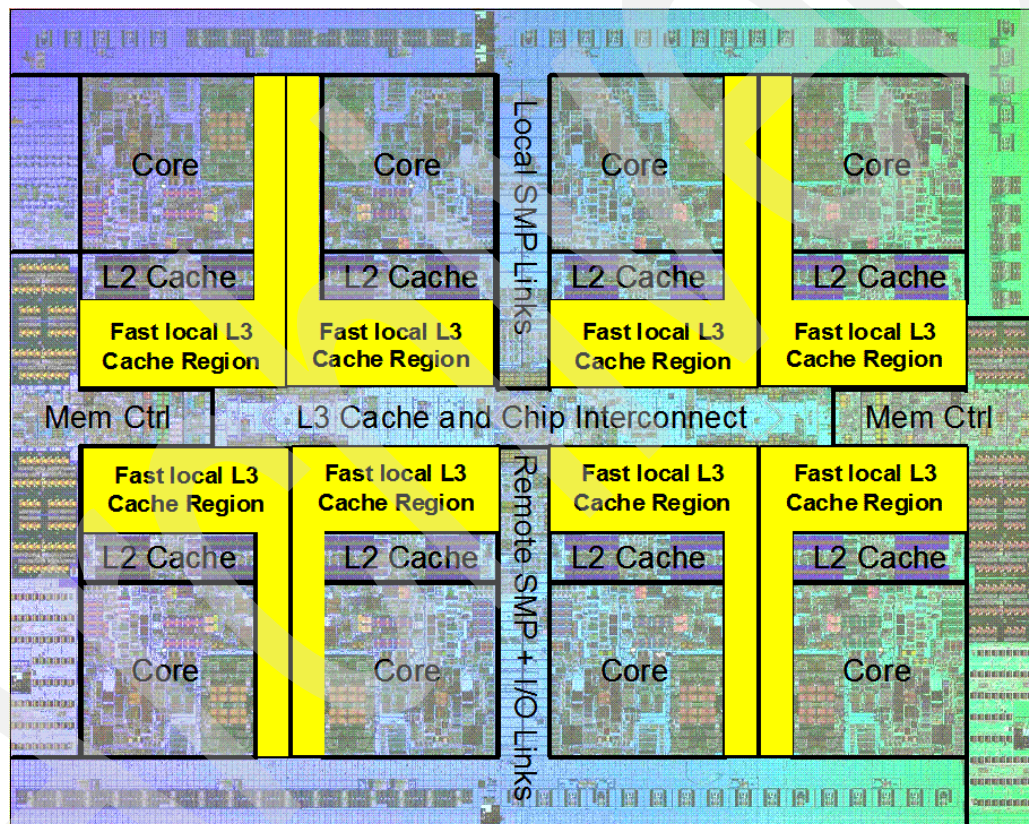 Core
Core
Core
Core
Local SMP Links
L2 Cache
L2 Cache
L2 Cache
L2 Cache
Fast local L3
Cache Region
Fast local L3
Cache Region
Fast local L3
Cache Region
Fast local L3
Cache Region
Mem Ctrl
L3 Cache and Chip Interconnect
Mem Ctrl
Fast local L3
Cache Region
Fast local L3
Cache Region
Fast local L3
Cache Region
Fast local L3
Cache Region
Remote SMP + I/O Links
L2 Cache
L2 Cache
L2 Cache
L2 Cache
Core
Core
Core
Core